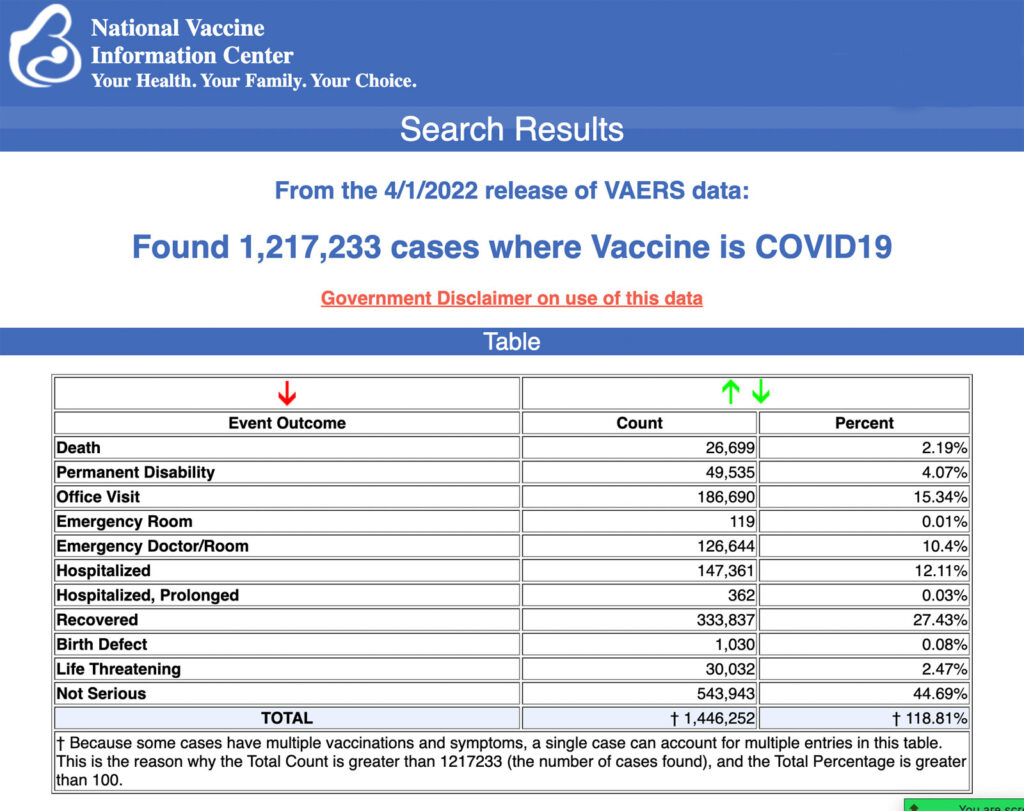 National Vaccine
Information Center
Your Health. Your Family. Your Choice.
Search Results
From the 4/1/2022 release of VAERS data:
Found 1,217,233 cases where Vaccine is COVID19
Government Disclaimer on use of this data
Table
Event Outcome Count Percent
Death 26,699 2.19%
Permanent Disability 49,535 4.07%
Office Visit 186,690 15.34%
Emergency Room 119 0.01%
Emergency Doctor/Room 126,644 10.4%
Hospitalized 147,361 12.11%
Hospitalized, Prolonged 362 0.03%
Recovered 333,837 27.43%
Birth Defect 1,030 0.08%
Life Threatening 30,032 2.47%
Not Serious 543,943 44.69%
TOTAL † 1,446,252 † 118.81%
† Because some cases have multiple vaccinations and symptoms, a single case can account for multiple entries in this table.
This is the reason why the Total Count is greater than 1217233 (the number of cases found), and the Total Percentage is greater
than 100.
You are